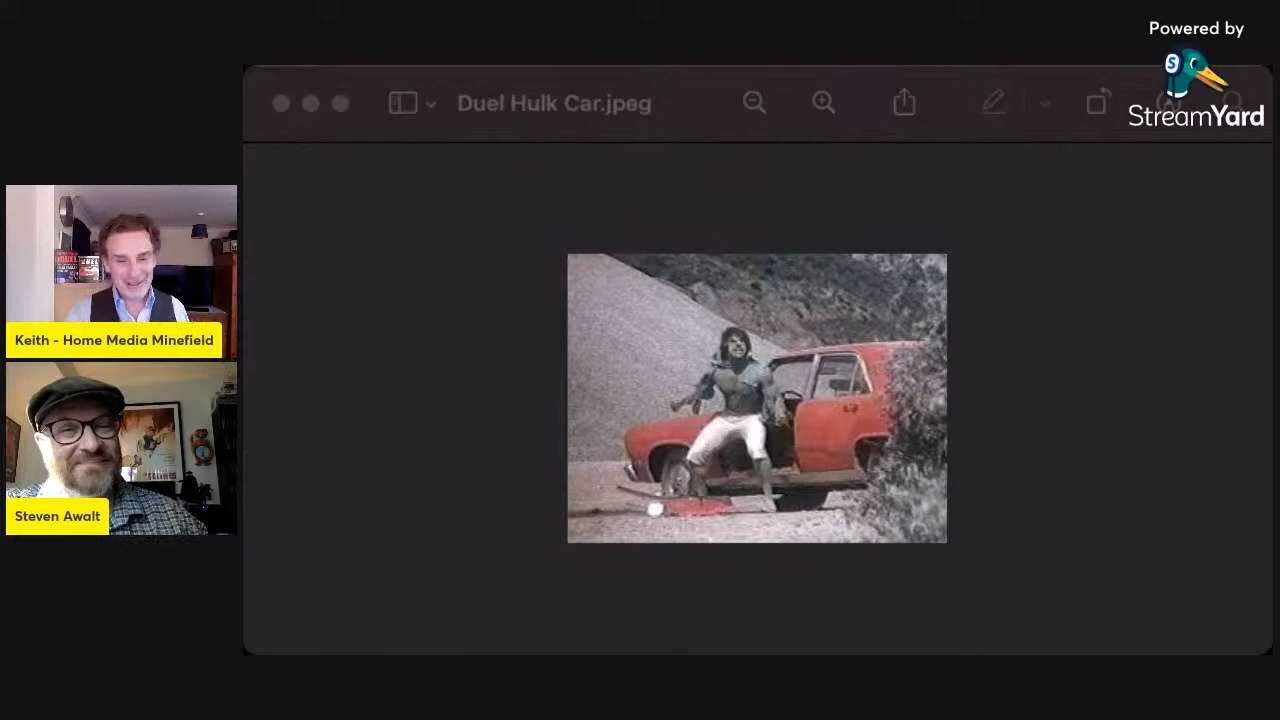 Powered by
StreamYard
Duel Hulk Car.jpeg
Keith - Home Media Minefield
Steven Awalt